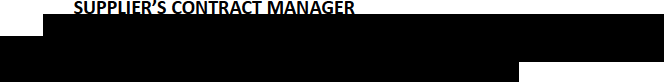 SUPPLIER’S CONTRACT MANAGER